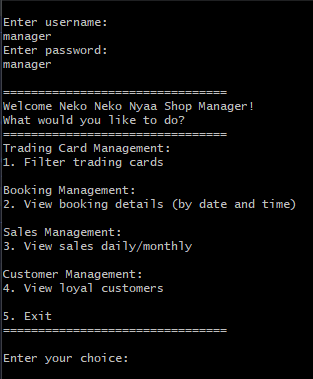 Enter username:
manager
Enter password:
manager
================================
Welcome Neko Neko Nyaa Shop Manager!
What would you like to do?
================================
Trading Card Management:
1. Filter trading cards
Booking Management:
2. View booking details (by date and time)
Sales Management:
3. View sales daily/monthly
Customer Management:
4. View loyal customers
5. Exit
================================
Enter your choice: